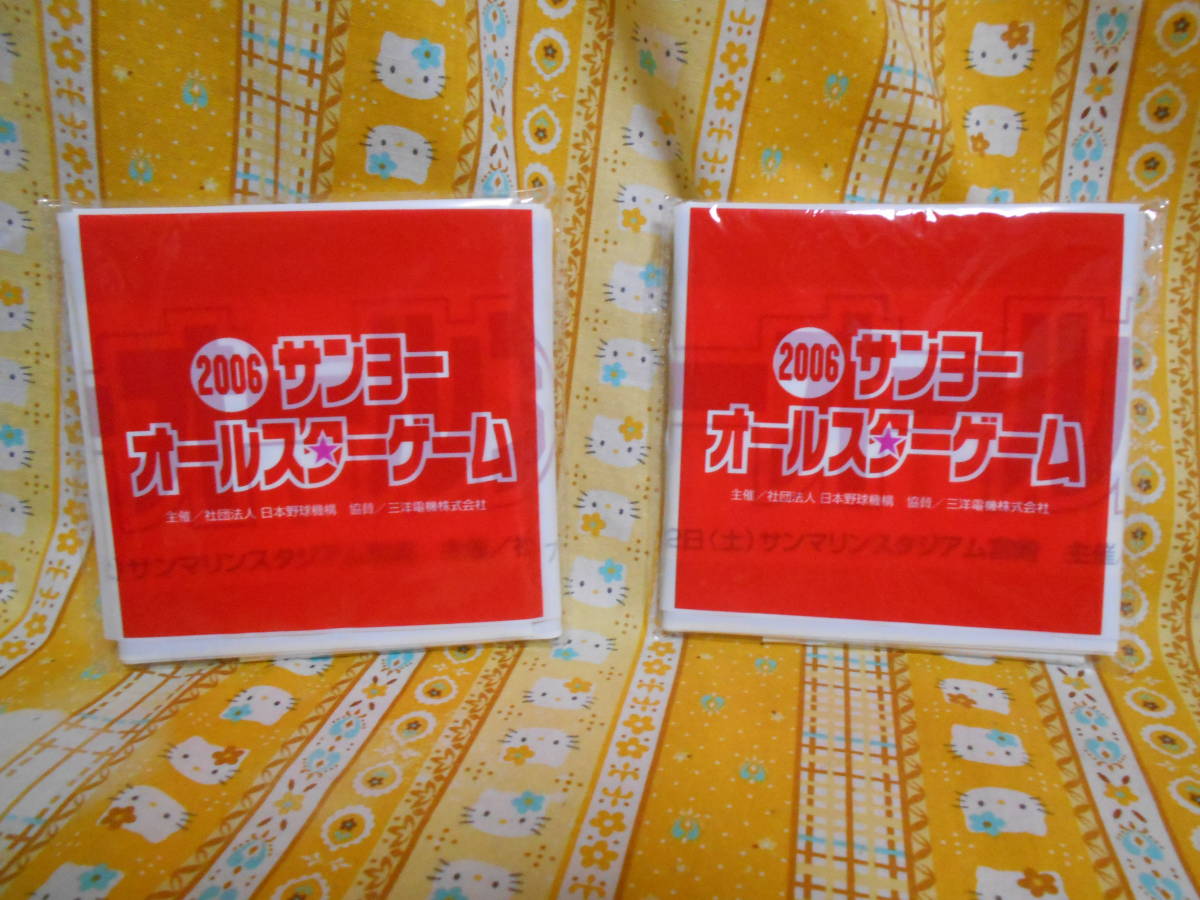 2006 サンヨー
オールスターゲーム
主催／社団法人 日本野球機構　協賛／三洋電機株式会社
サンマリンスタジアム
2006 サンヨー
オールスターゲーム
主催／社団法人 日本野球機構　協賛／三洋電機株式会社
日(土)サンマリンスタジアム宮崎　主催